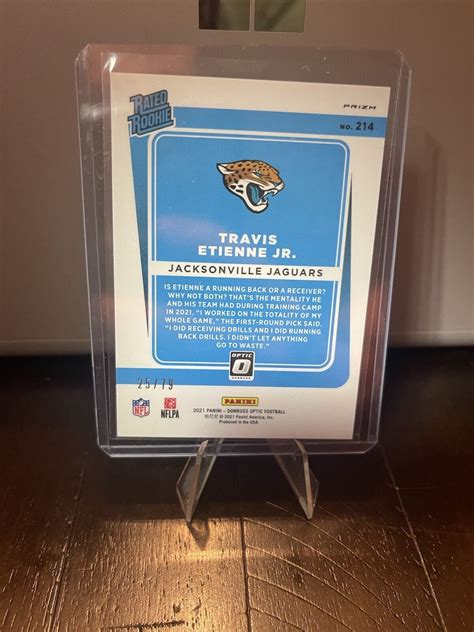 RATED
ROOKIE
PRIZM
NO. 214
TRAVIS
ETIENNE JR.
JACKSONVILLE JAGUARS
IS ETIENNE A RUNNING BACK OR A RECEIVER?
WHY NOT BOTH? THAT'S THE MENTALITY HE
AND HIS TEAM HAD DURING TRAINING CAMP
IN 2021. "I WORKED ON THE TOTALITY OF MY
WHOLE GAME," THE FIRST-ROUND PICK SAID.
"I DID RECEIVING DRILLS AND I DID RUNNING
BACK DRILLS. I DIDN'T LET ANYTHING
GO TO WASTE."
OPTIC
DONRUSS
25/79
NFL
NFLPA
PANINI
2021 PANINI – DONRUSS OPTIC FOOTBALL
© 2021 Panini America, Inc.
Produced in the USA.